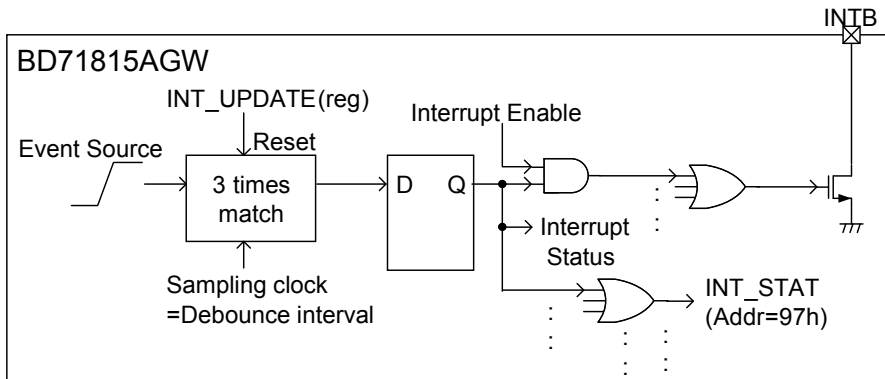 INTB
BD71815AGW
INT_UPDATE(reg)
Interrupt Enable
Event Source
Reset
3 times
match
D
Q
Interrupt
Status
Sampling clock
=Debounce interval
INT_STAT
(Addr=97h)